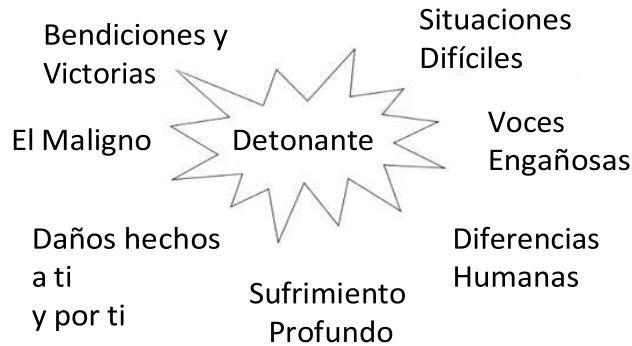 Bendiciones y
Victorias
Situaciones
Difíciles
El Maligno
Detonante
Voces
Engañosas
Daños hechos
a ti
y por ti
Sufrimiento
Profundo
Diferencias
Humanas